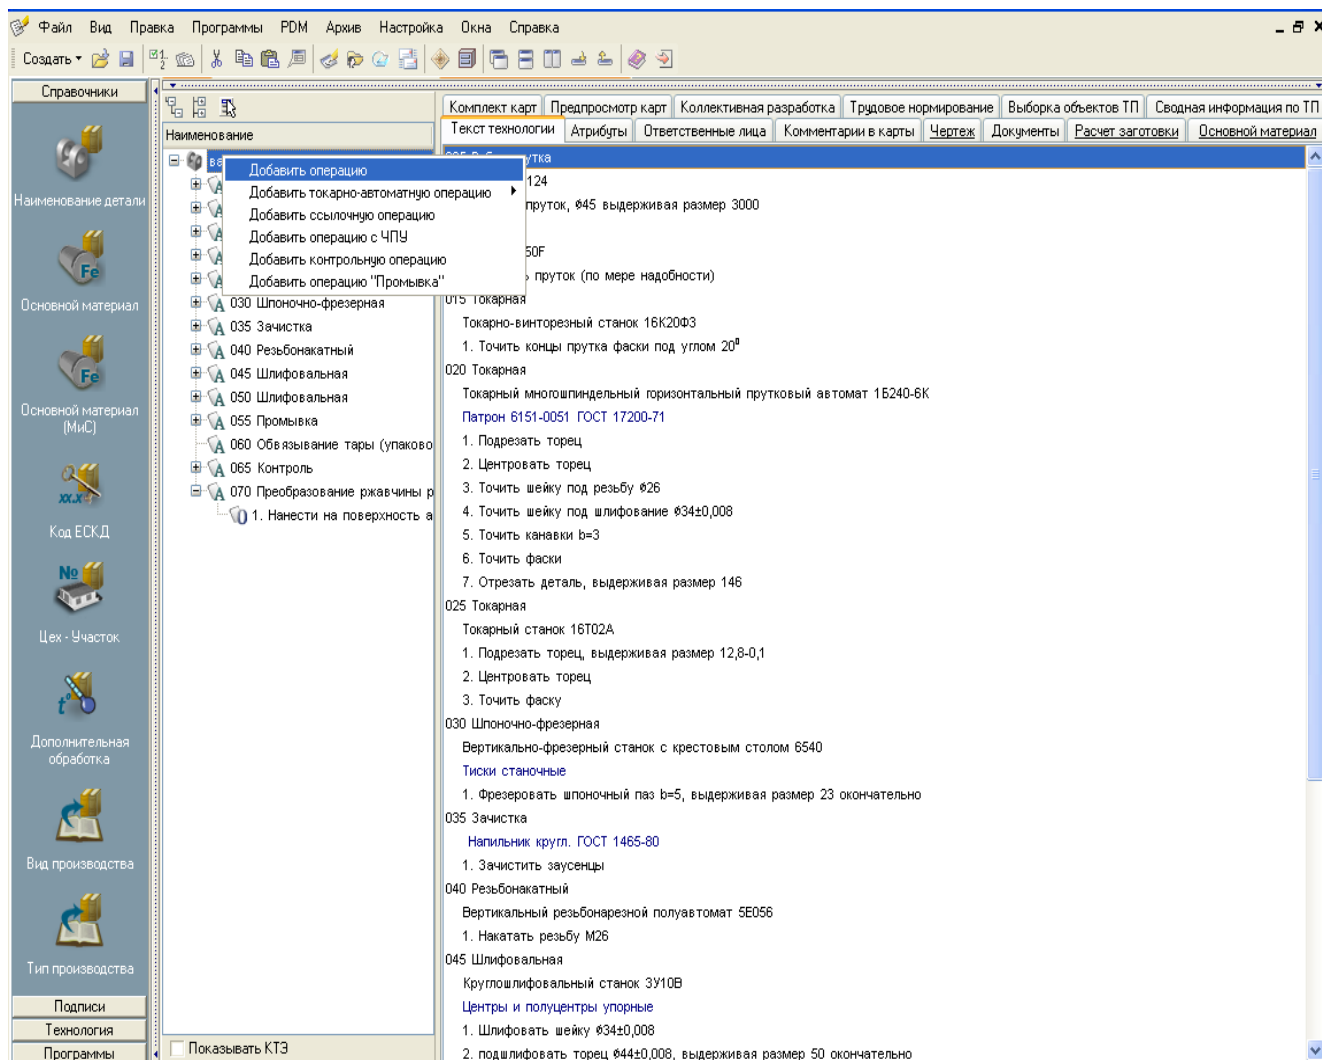 Файл Вид Правка Программы PDM Архив Настройка Окна Справка
Создать
Справочники
Наименование детали
Основной материал
Основной материал
(МиС)
Код ЕСКД
Цех - Участок
Дополнительная
обработка
Вид производства
Тип производства
Подписи
Технология
Программы
Наименование
Добавить операцию
Добавить токарно-автоматную операцию
Добавить ссылочную операцию
Добавить операцию с ЧПУ
Добавить контрольную операцию
Добавить операцию "Промывка"
030 Шпоночно-фрезерная
035 Зачистка
040 Резьбонакатный
045 Шлифовальная
050 Шлифовальная
055 Промывка
060 Обвязывание тары (упаково
065 Контроль
070 Преобразование ржавчины р
1. Нанести на поверхность а
Показывать КТЭ
Комплект карт Предпросмотр карт Коллективная разработка Трудовое нормирование Выборка объектов ТП Сводная информация по ТП
Текст технологии Атрибуты Ответственные лица Комментарии в карты Чертеж Документы Расчет заготовки Основной материал
124
пруток, ø45 выдерживая размер 3000
50F
пруток (по мере надобности)
015 Токарная
Токарно-винторезный станок 16К20Ф3
1. Точить концы прутка фаски под углом 20⁰
020 Токарная
Токарный многошпиндельный горизонтальный прутковый автомат 1Б240-6К
Патрон 6151-0051 ГОСТ 17200-71
1. Подрезать торец
2. Центровать торец
3. Точить шейку под резьбу ø26
4. Точить шейку под шлифование ø34±0,008
5. Точить канавки b=3
6. Точить фаски
7. Отрезать деталь, выдерживая размер 146
025 Токарная
Токарный станок 16Т02А
1. Подрезать торец, выдерживая размер 12,8-0,1
2. Центровать торец
3. Точить фаску
030 Шпоночно-фрезерная
Вертикально-фрезерный станок с крестовым столом 6540
Тиски станочные
1. Фрезеровать шпоночный паз b=5, выдерживая размер 23 окончательно
035 Зачистка
Напильник кругл. ГОСТ 1465-80
1. Зачистить заусенцы
040 Резьбонакатный
Вертикальный резьбонарезной полуавтомат 5Е056
1. Накатать резьбу М26
045 Шлифовальная
Круглошлифовальный станок 3У10В
Центры и полуцентры упорные
1. Шлифовать шейку ø34±0,008
2. подшлифовать торец ø44±0,008, выдерживая размер 50 окончательно